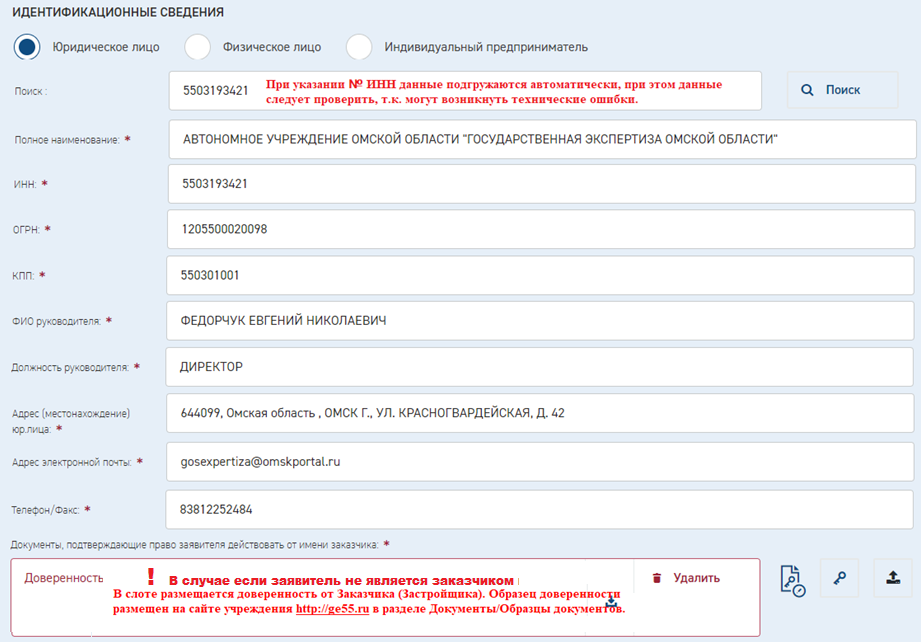 ИДЕНТИФИКАЦИОННЫЕ СВЕДЕНИЯ
Юридическое лицо Физическое лицо Индивидуальный предприниматель
Поиск : 5503193421 При указании № ИНН данные подгружаются автоматически, при этом данные
следует проверить, т.к. могут возникнуть технические ошибки. Поиск
Полное наименование: * АВТОНОМНОЕ УЧРЕЖДЕНИЕ ОМСКОЙ ОБЛАСТИ "ГОСУДАРСТВЕННАЯ ЭКСПЕРТИЗА ОМСКОЙ ОБЛАСТИ"
ИНН: * 5503193421
ОГРН: * 1205500020098
КПП: * 550301001
ФИО руководителя: * ФЕДОРЧУК ЕВГЕНИЙ НИКОЛАЕВИЧ
Должность руководителя: * ДИРЕКТОР
Адрес (местонахождение)
юр.лица: * 644099, Омская область , ОМСК Г., УЛ. КРАСНОГВАРДЕЙСКАЯ, Д. 42
Адрес электронной почты: * gosexpertiza@omskportal.ru
Телефон/Факс: * 83812252484
Документы, подтверждающие право заявителя действовать от имени заказчика: *
Доверенность ! В случае если заявитель не является заказчиком Удалить
В слоте размещается доверенность от Заказчика (Застройщика). Образец доверенности
размещен на сайте учреждения http://ge55.ru в разделе Документы/Образцы документов.